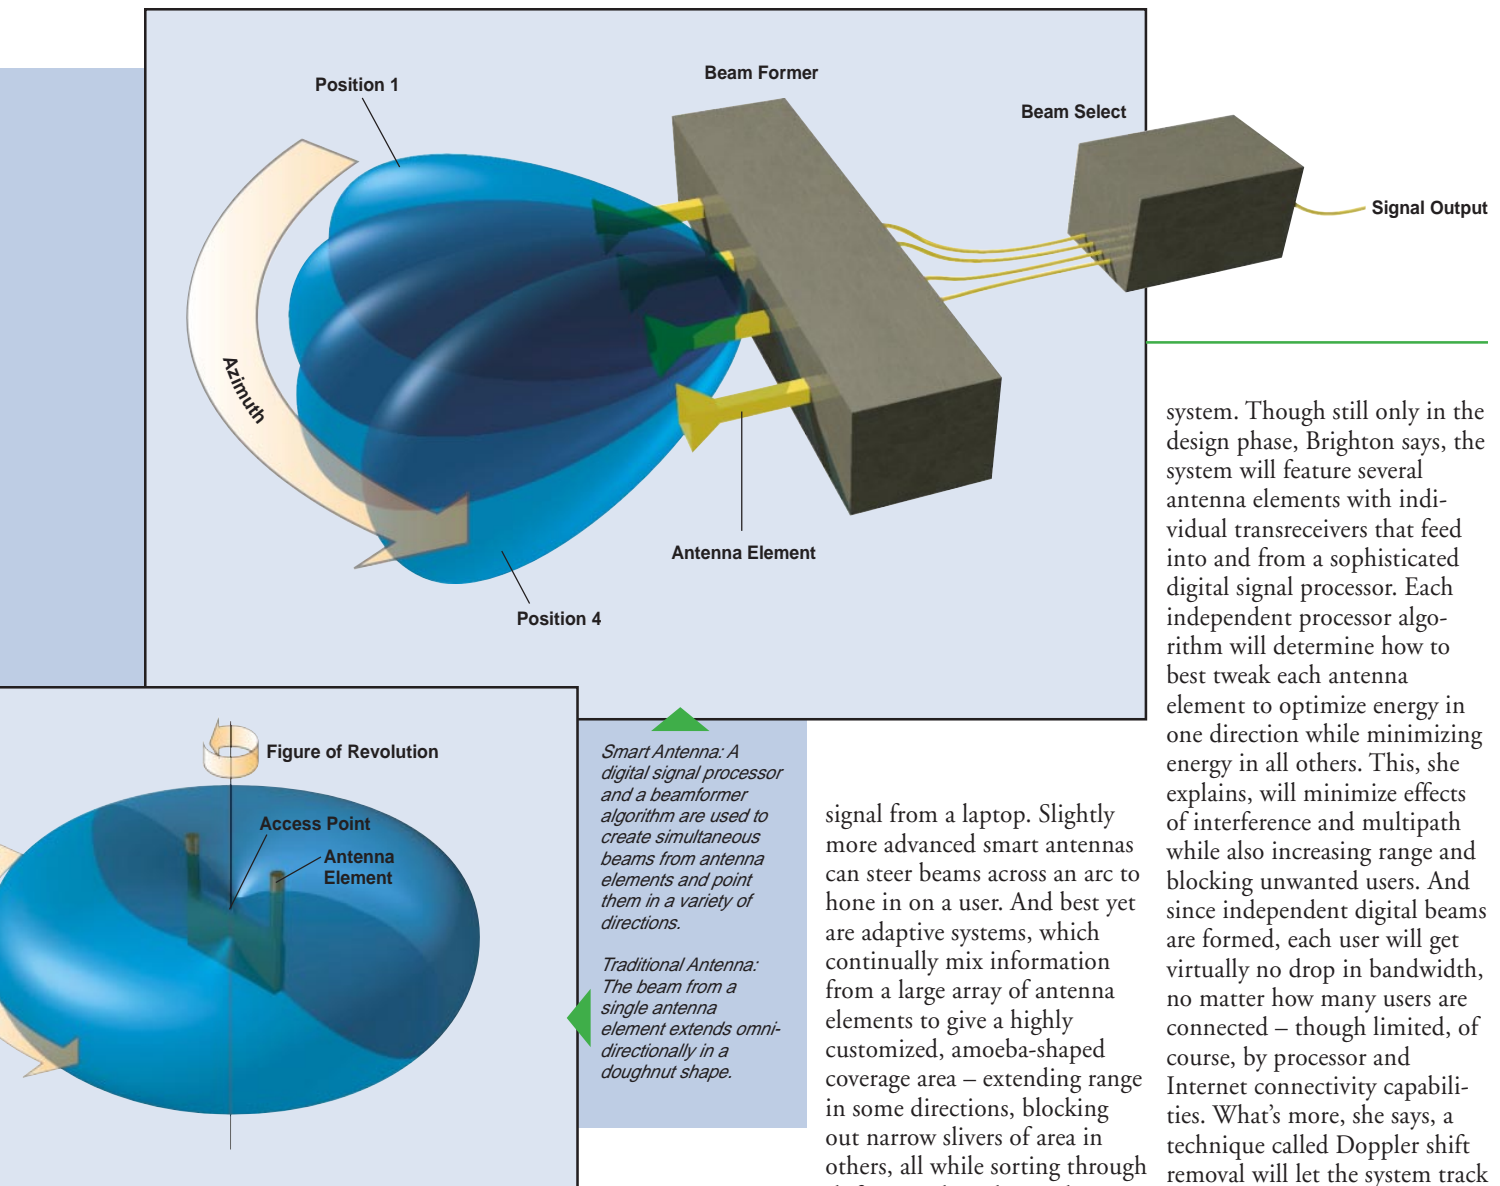 Position 1
Beam Former
Beam Select
Signal Output
Azimuth
Antenna Element
Position 4
Figure of Revolution
Access Point
Antenna
Element
Smart Antenna: A
digital signal processor
and a beamformer
algorithm are used to
create simultaneous
beams from antenna
elements and point
them in a variety of
directions.
Traditional Antenna:
The beam from a
single antenna
element extends omni-
directionally in a
doughnut shape.
signal from a laptop. Slightly
more advanced smart antennas
can steer beams across an arc to
hone in on a user. And best yet
are adaptive systems, which
continually mix information
from a large array of antenna
elements to give a highly
customized, amoeba-shaped
coverage area – extending range
in some directions, blocking
out narrow slivers of area in
others, all while sorting through
system. Though still only in the
design phase, Brighton says, the
system will feature several
antenna elements with indi-
vidual transreceivers that feed
into and from a sophisticated
digital signal processor. Each
independent processor algo-
rithm will determine how to
best tweak each antenna
element to optimize energy in
one direction while minimizing
energy in all others. This, she
explains, will minimize effects
of interference and multipath
while also increasing range and
blocking unwanted users. And
since independent digital beams
are formed, each user will get
virtually no drop in bandwidth,
no matter how many users are
connected – though limited, of
course, by processor and
Internet connectivity capabili-
ties. What's more, she says, a
technique called Doppler shift
removal will let the system track